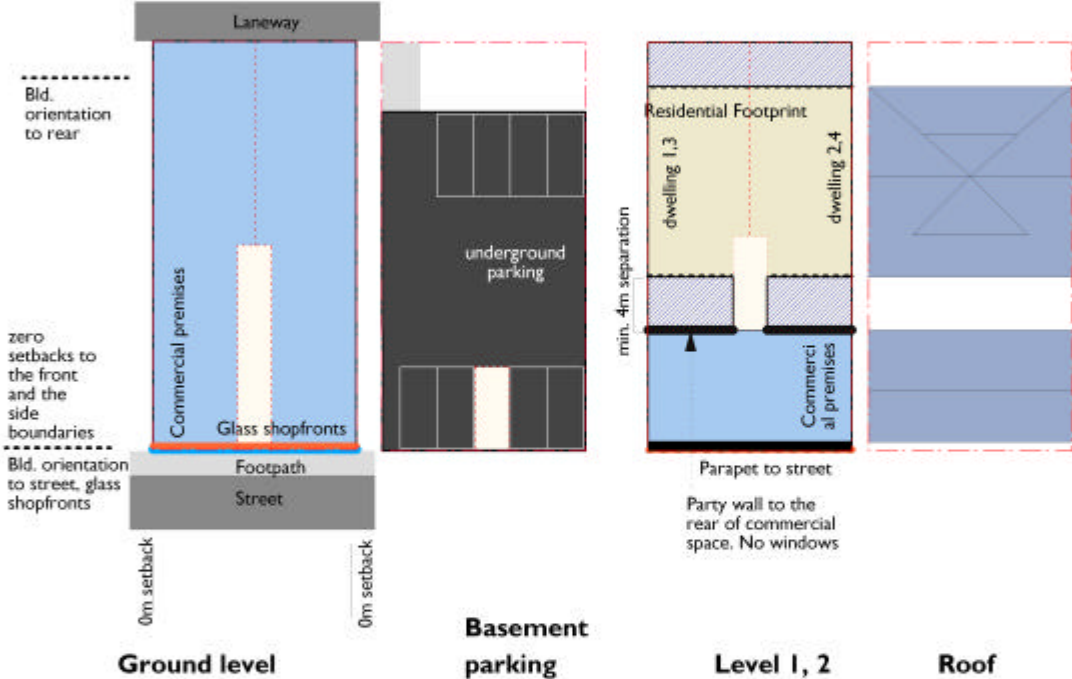 Laneway
Bld.
orientation
to rear
zero
setbacks to
the front
and the
side
boundaries
Bld. orientation
to street, glass
shopfronts
Commercial premises
Glass shopfronts
Footpath
Street
0m setback
0m setback
Ground level
underground
parking
Basement
parking
Residential Footprint
dwelling 1,3
dwelling 2,4
min. 4m separation
Commerci
al premises
Parapet to street
Party wall to the
rear of commercial
space. No windows
Level 1, 2
Roof